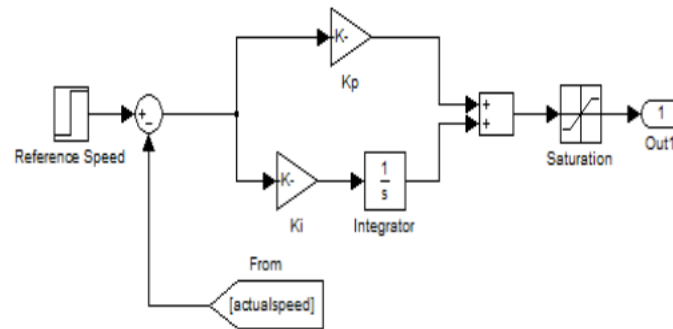 K-
Kp
+
−
Reference Speed
+
+
Saturation
1
Out1
K-
Ki
1
s
Integrator
From
[actualspeed]